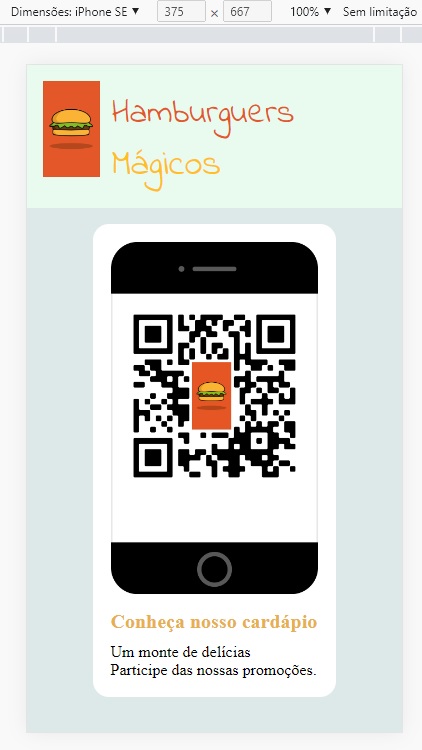 Dimensões: iPhone SE ▼ 375 × 667 100% ▼ Sem limitação
Hamburguers
Mágicos
Conheça nosso cardápio
Um monte de delícias
Participe das nossas promoções.